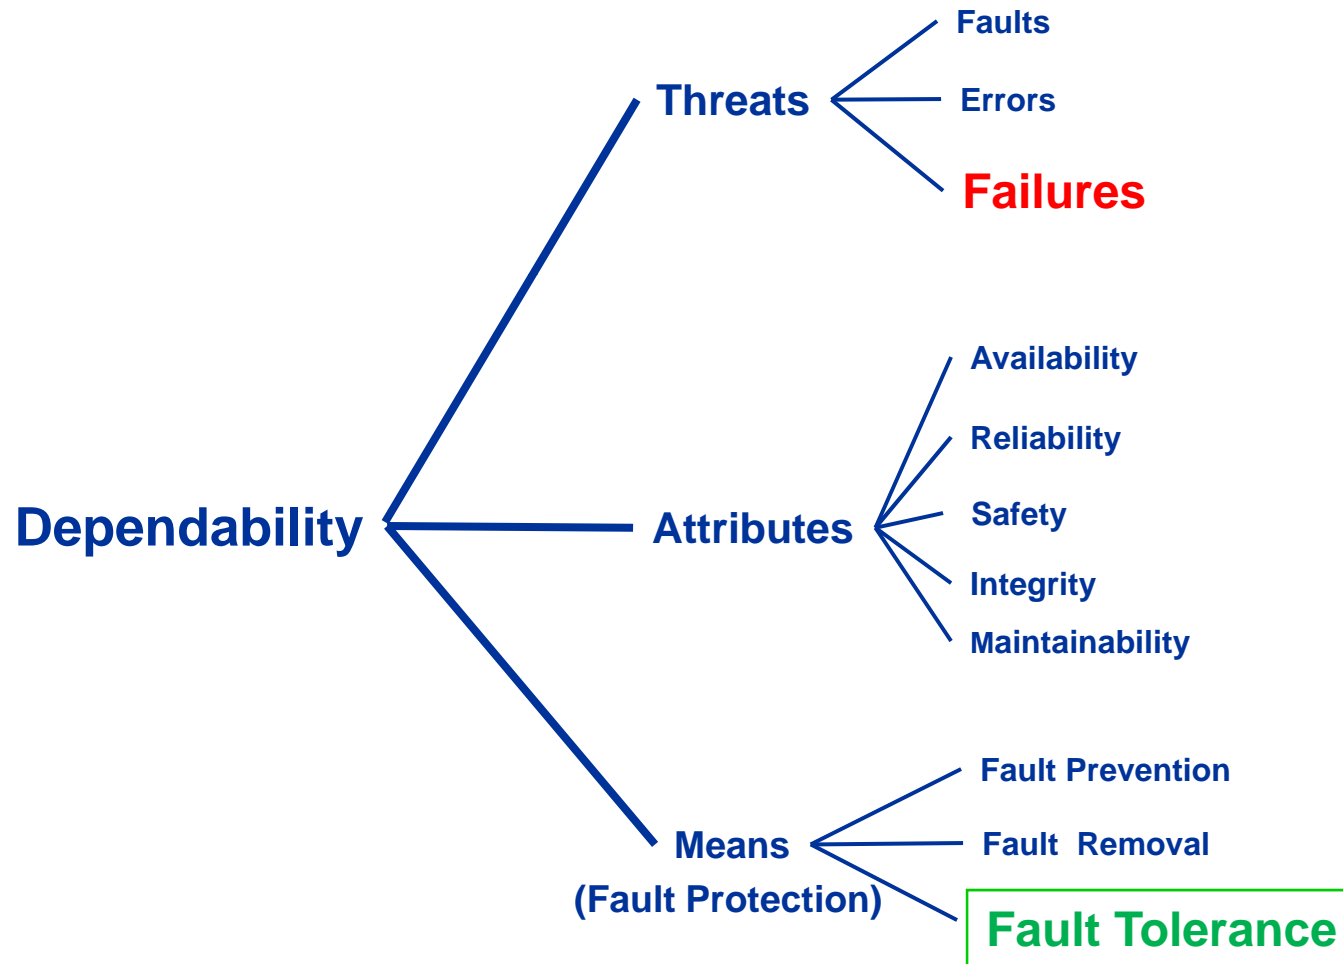 Faults
Threats
Errors
Failures
Availability
Reliability
Safety
Dependability
Attributes
Integrity
Maintainability
Fault Prevention
Means
Fault Removal
(Fault Protection)
Fault Tolerance